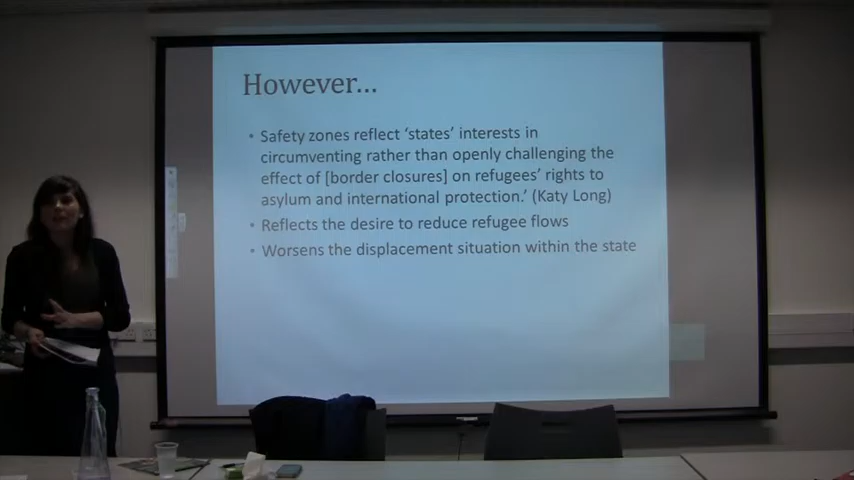 However...
• Safety zones reflect 'states' interests in
circumventing rather than openly challenging the
effect of [border closures] on refugees' rights to
asylum and international protection.' (Katy Long)
• Reflects the desire to reduce refugee flows
• Worsens the displacement situation within the state